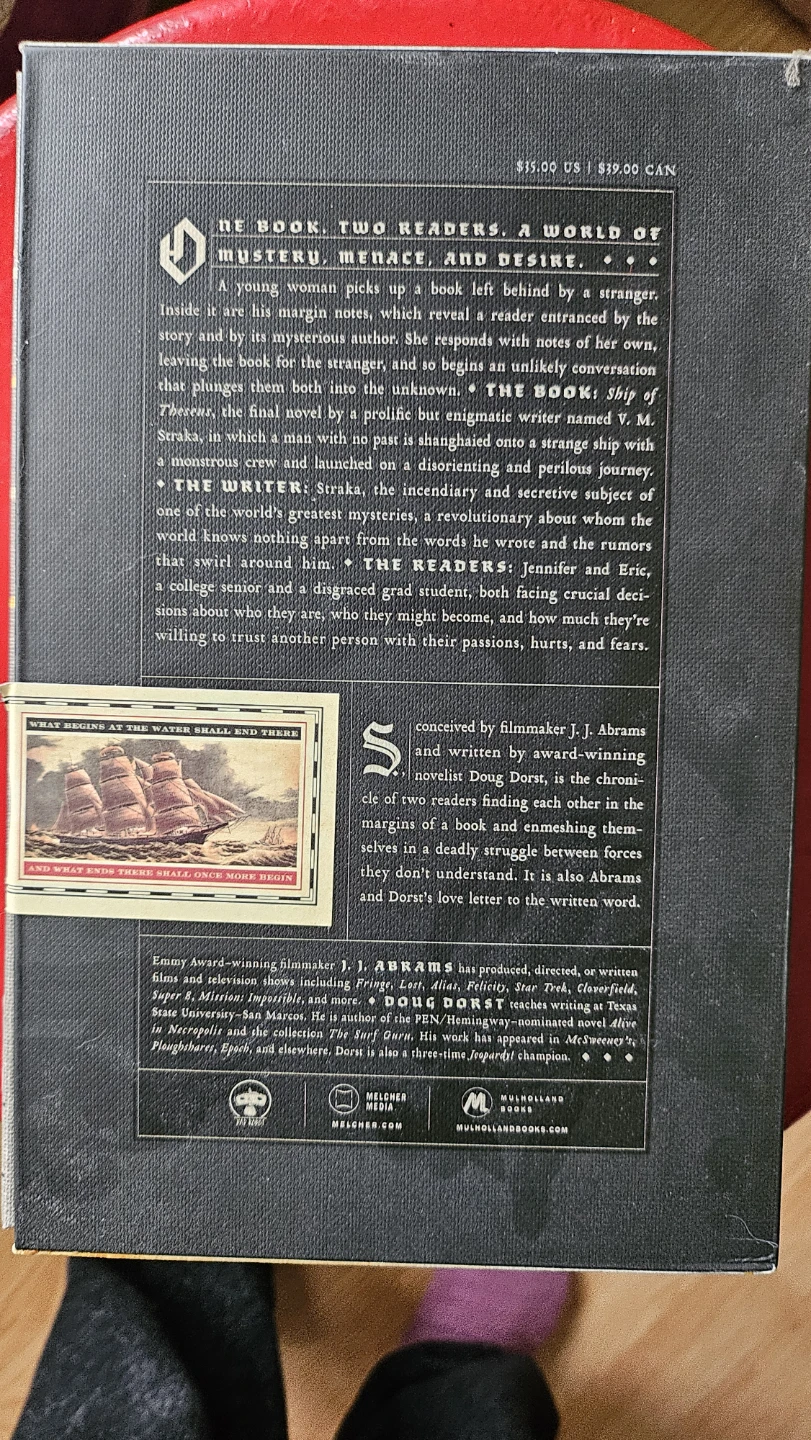 $35.00 US | $39.00 CAN
ONE BOOK. TWO READERS. A WORLD OF
MYSTERY, MENACE, AND DESIRE.
A young woman picks up a book left behind by a stranger.
Inside it are his margin notes, which reveal a reader entranced by the
story and by its mysterious author. She responds with notes of her own,
leaving the book for the stranger, and so begins an unlikely conversation
that plunges them both into the unknown. ♦ THE BOOK: Ship of
Theseus, the final novel by a prolific but enigmatic writer named V. M.
Straka, in which a man with no past is shanghaied onto a strange ship with
a monstrous crew and launched on a disorienting and perilous journey.
♦ THE WRITER: Straka, the incendiary and secretive subject of
one of the world's greatest mysteries, a revolutionary about whom the
world knows nothing apart from the words he wrote and the rumors
that swirl around him. ♦ THE READERS: Jennifer and Eric,
a college senior and a disgraced grad student, both facing crucial deci-
sions about who they are, who they might become, and how much they're
willing to trust another person with their passions, hurts, and fears.
WHAT BEGINS AT THE WATER SHALL END THERE
AND WHAT ENDS THERE SHALL ONCE MORE BEGIN
S., conceived by filmmaker J. J. Abrams
and written by award-winning
novelist Doug Dorst, is the chroni-
cle of two readers finding each other in the
margins of a book and enmeshing them-
selves in a deadly struggle between forces
they don't understand. It is also Abrams
and Dorst's love letter to the written word.
Emmy Award-winning filmmaker J. J. ABRAMS has produced, directed, or written
films and television shows including Fringe, Lost, Alias, Felicity, Star Trek, Cloverfield,
Super 8, Mission: Impossible, and more. ♦ DOUG DORST teaches writing at Texas
State University–San Marcos. He is author of the PEN/Hemingway–nominated novel Alive
in Necropolis and the collection The Surf Guru. His work has appeared in McSweeney's,
Ploughshares, Epoch, and elsewhere. Dorst is also a three-time Jeopardy! champion. ♦ ♦ ♦
BAD ROBOT
MELCHER
MEDIA
MELCHER.COM
M
MULHOLLAND
BOOKS
MULHOLLANDBOOKS.COM